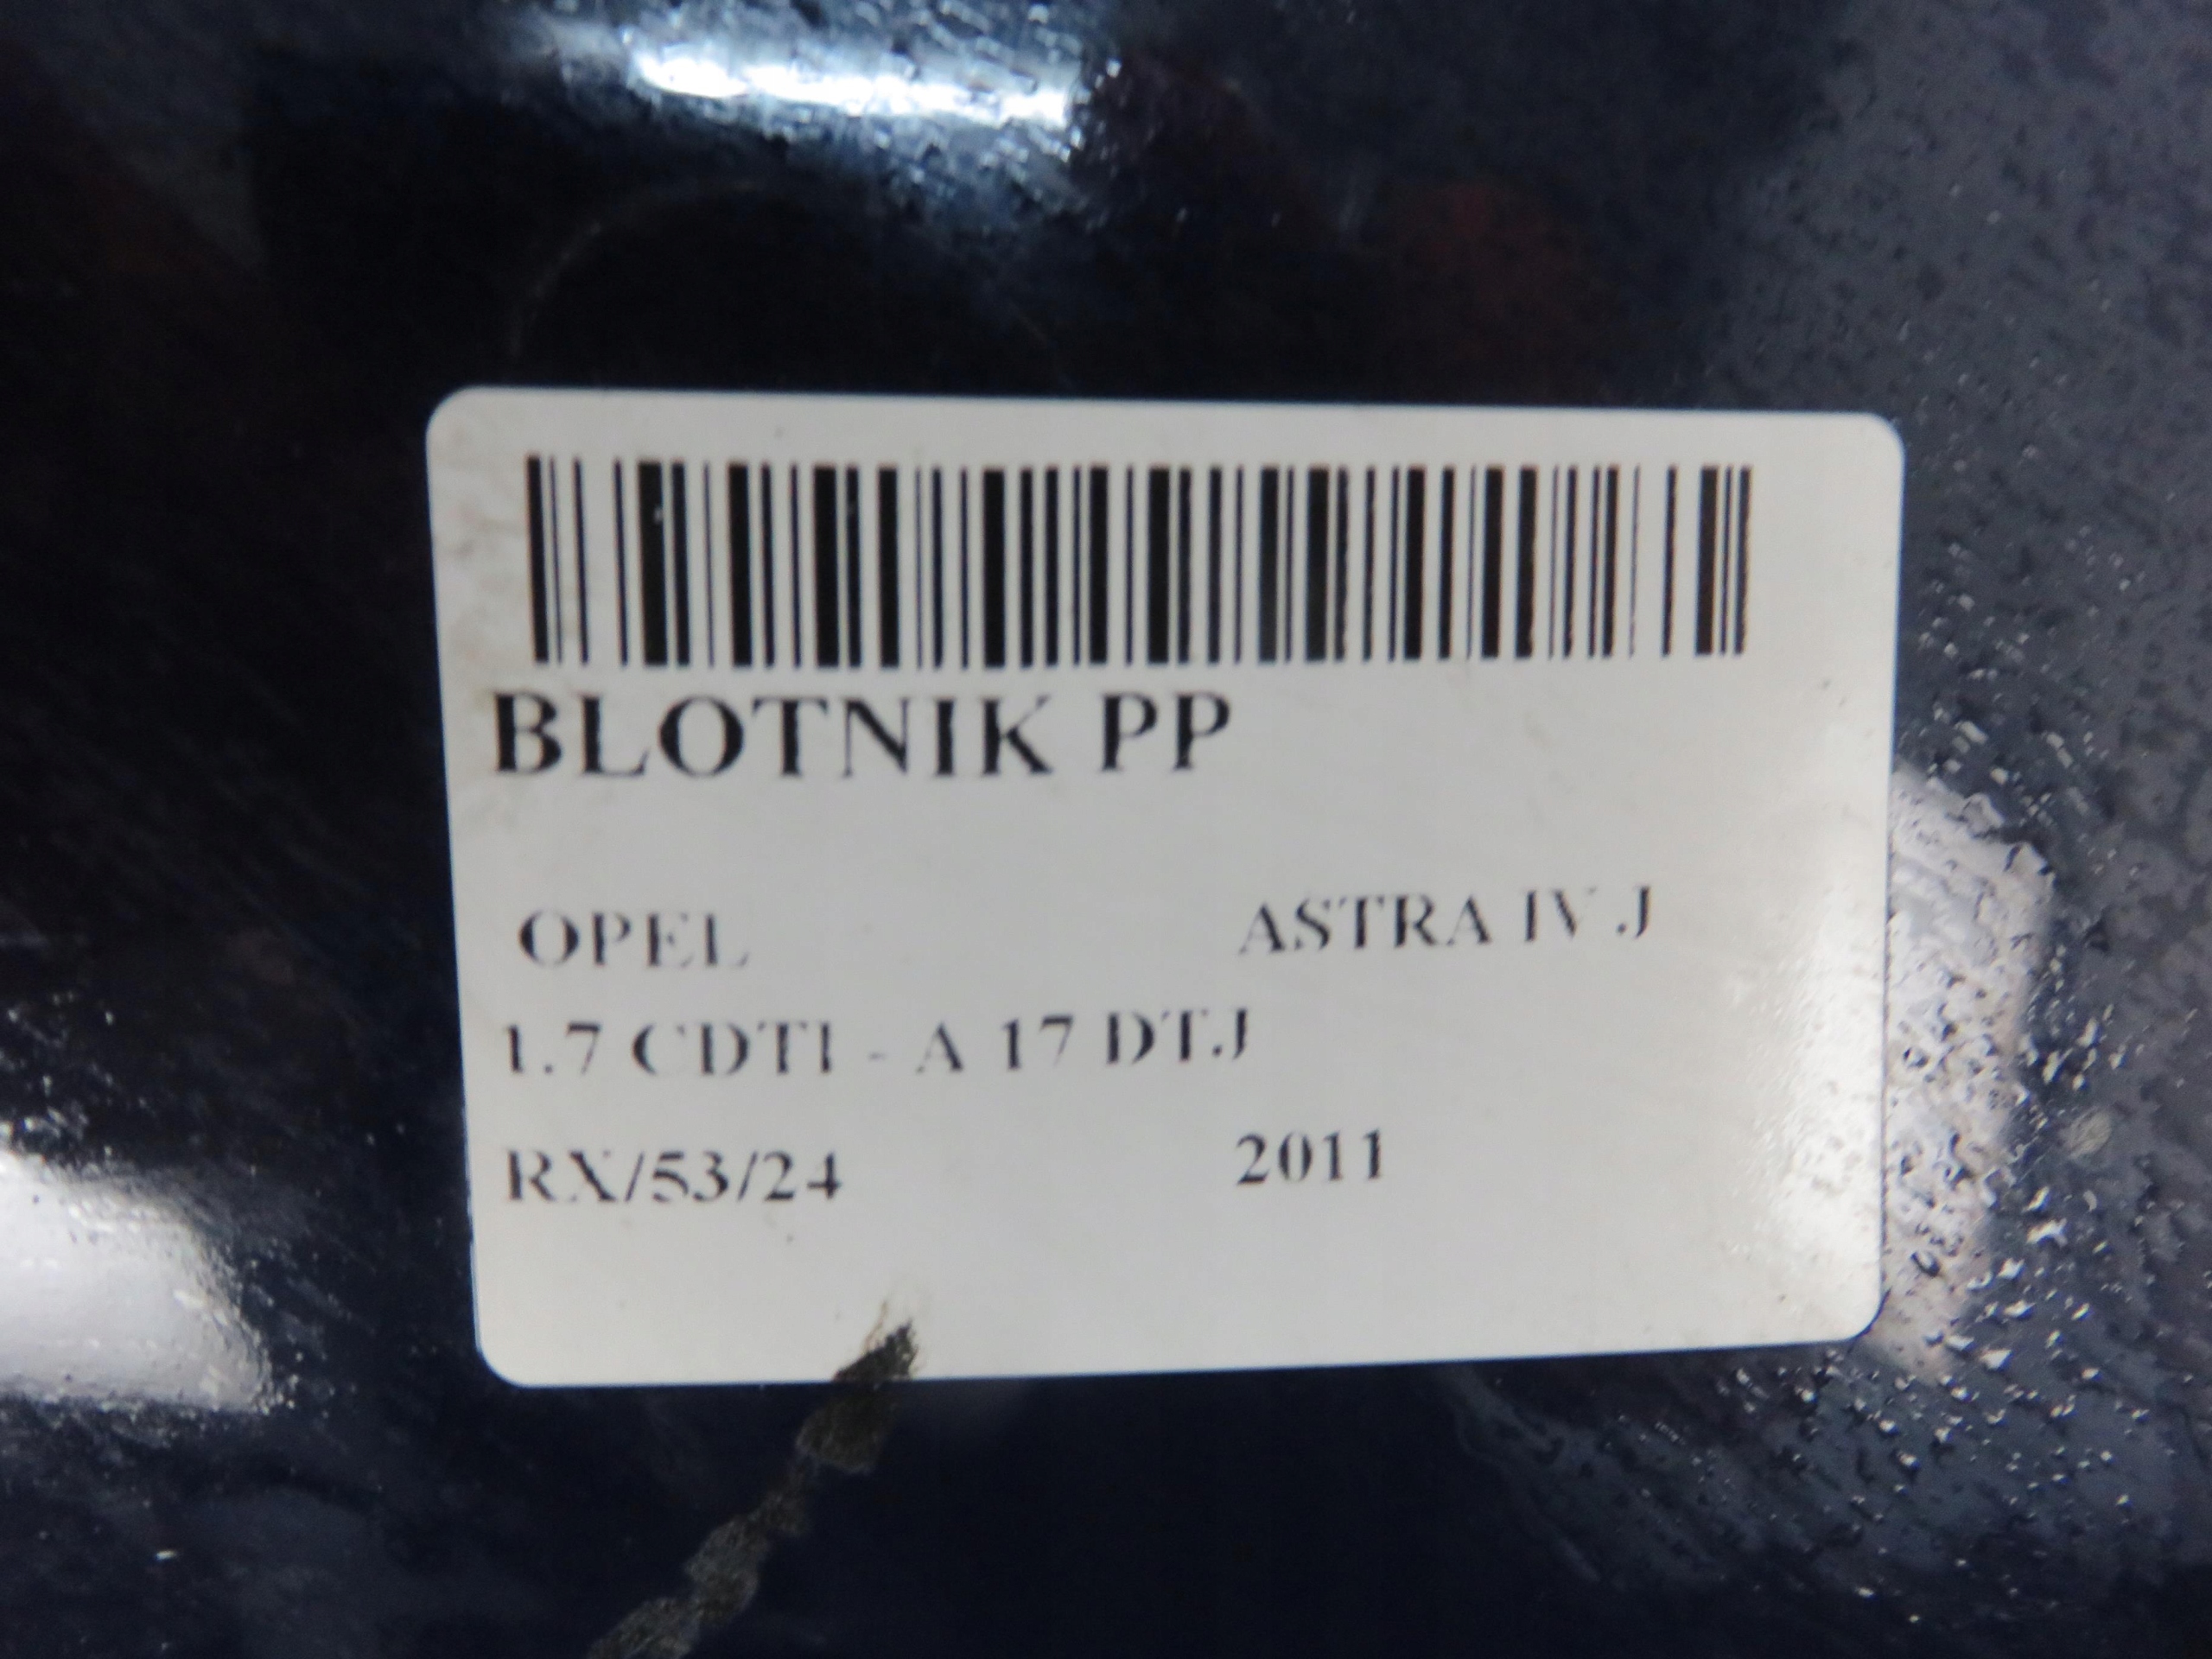 BLOTNIK PP
OPEL ASTRA IV J
1.7 CDTI - A 17 DTJ
RX/53/24 2011